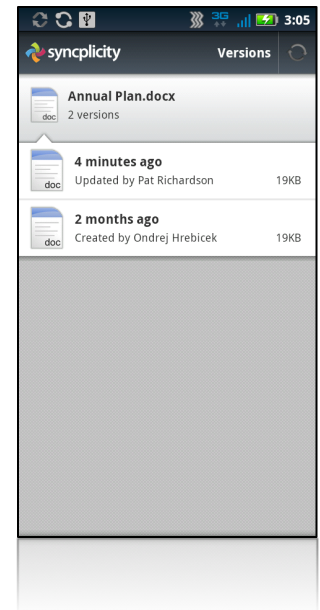 3G 3:05
syncplicity Versions
Annual Plan.docx
doc
2 versions
4 minutes ago
doc
Updated by Pat Richardson 19KB
2 months ago
doc
Created by Ondrej Hrebicek 19KB